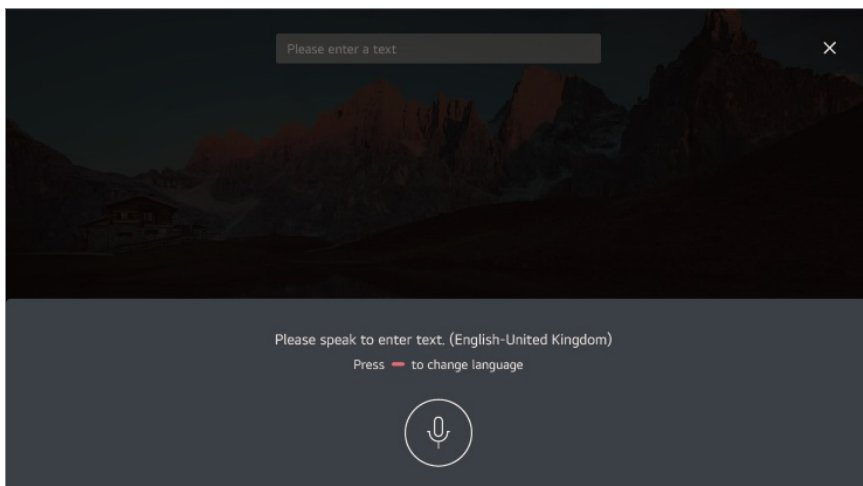 Please enter a text
Please speak to enter text. (English-United Kingdom)
Press to change language